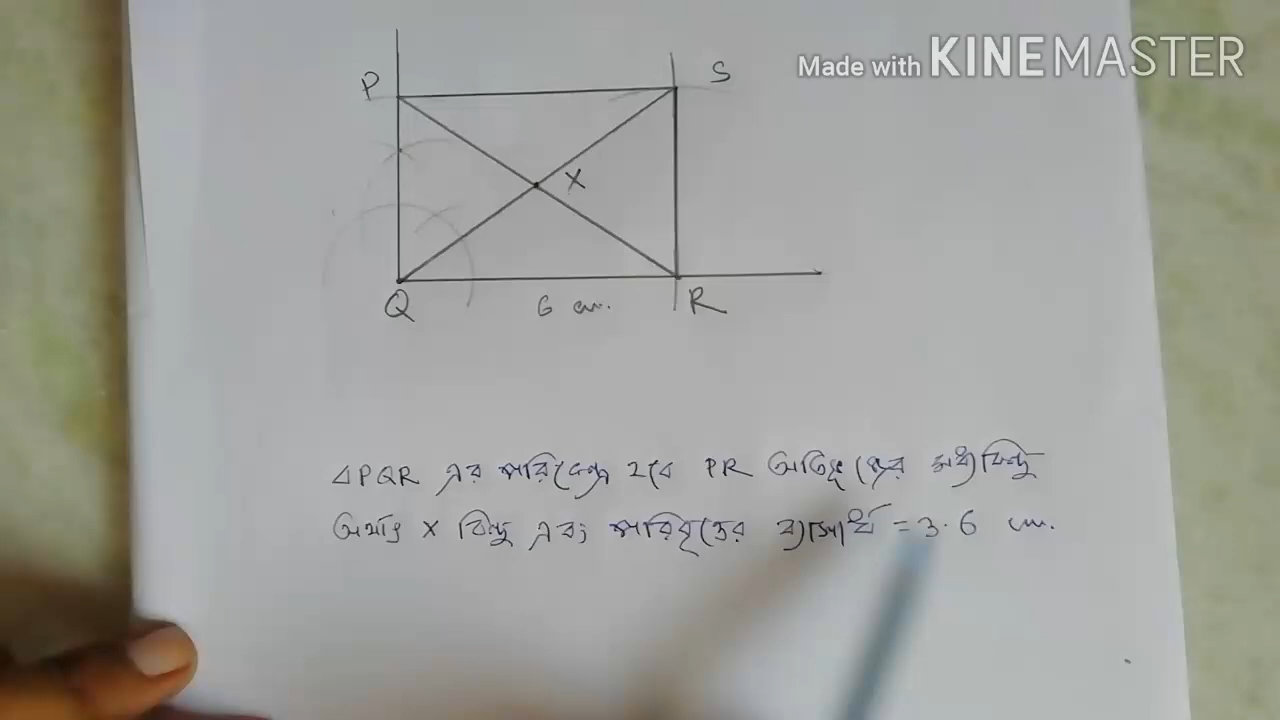 Made with KINEMASTER
P
S
X
Q
6 cm.
R
△PQR এর পরিকেন্দ্র হবে PR অতিভূজের মধ্যবিন্দু
অর্থাৎ X বিন্দু এবং পরিবৃত্তের ব্যাসার্ধ = 3.6 cm.